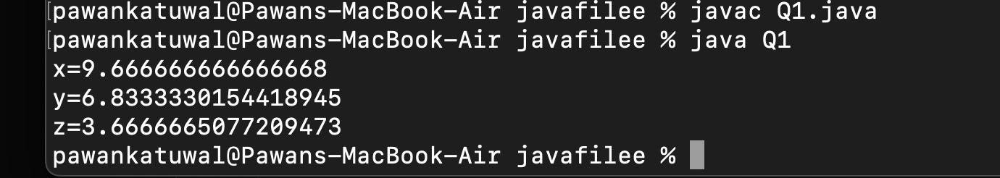 [pawankatuwal@Pawans-MacBook-Air javafilee % javac Q1.java
[pawankatuwal@Pawans-MacBook-Air javafilee % java Q1
x=9.666666666666668
y=6.8333330154418945
z=3.6666665077209473
pawankatuwal@Pawans-MacBook-Air javafilee %